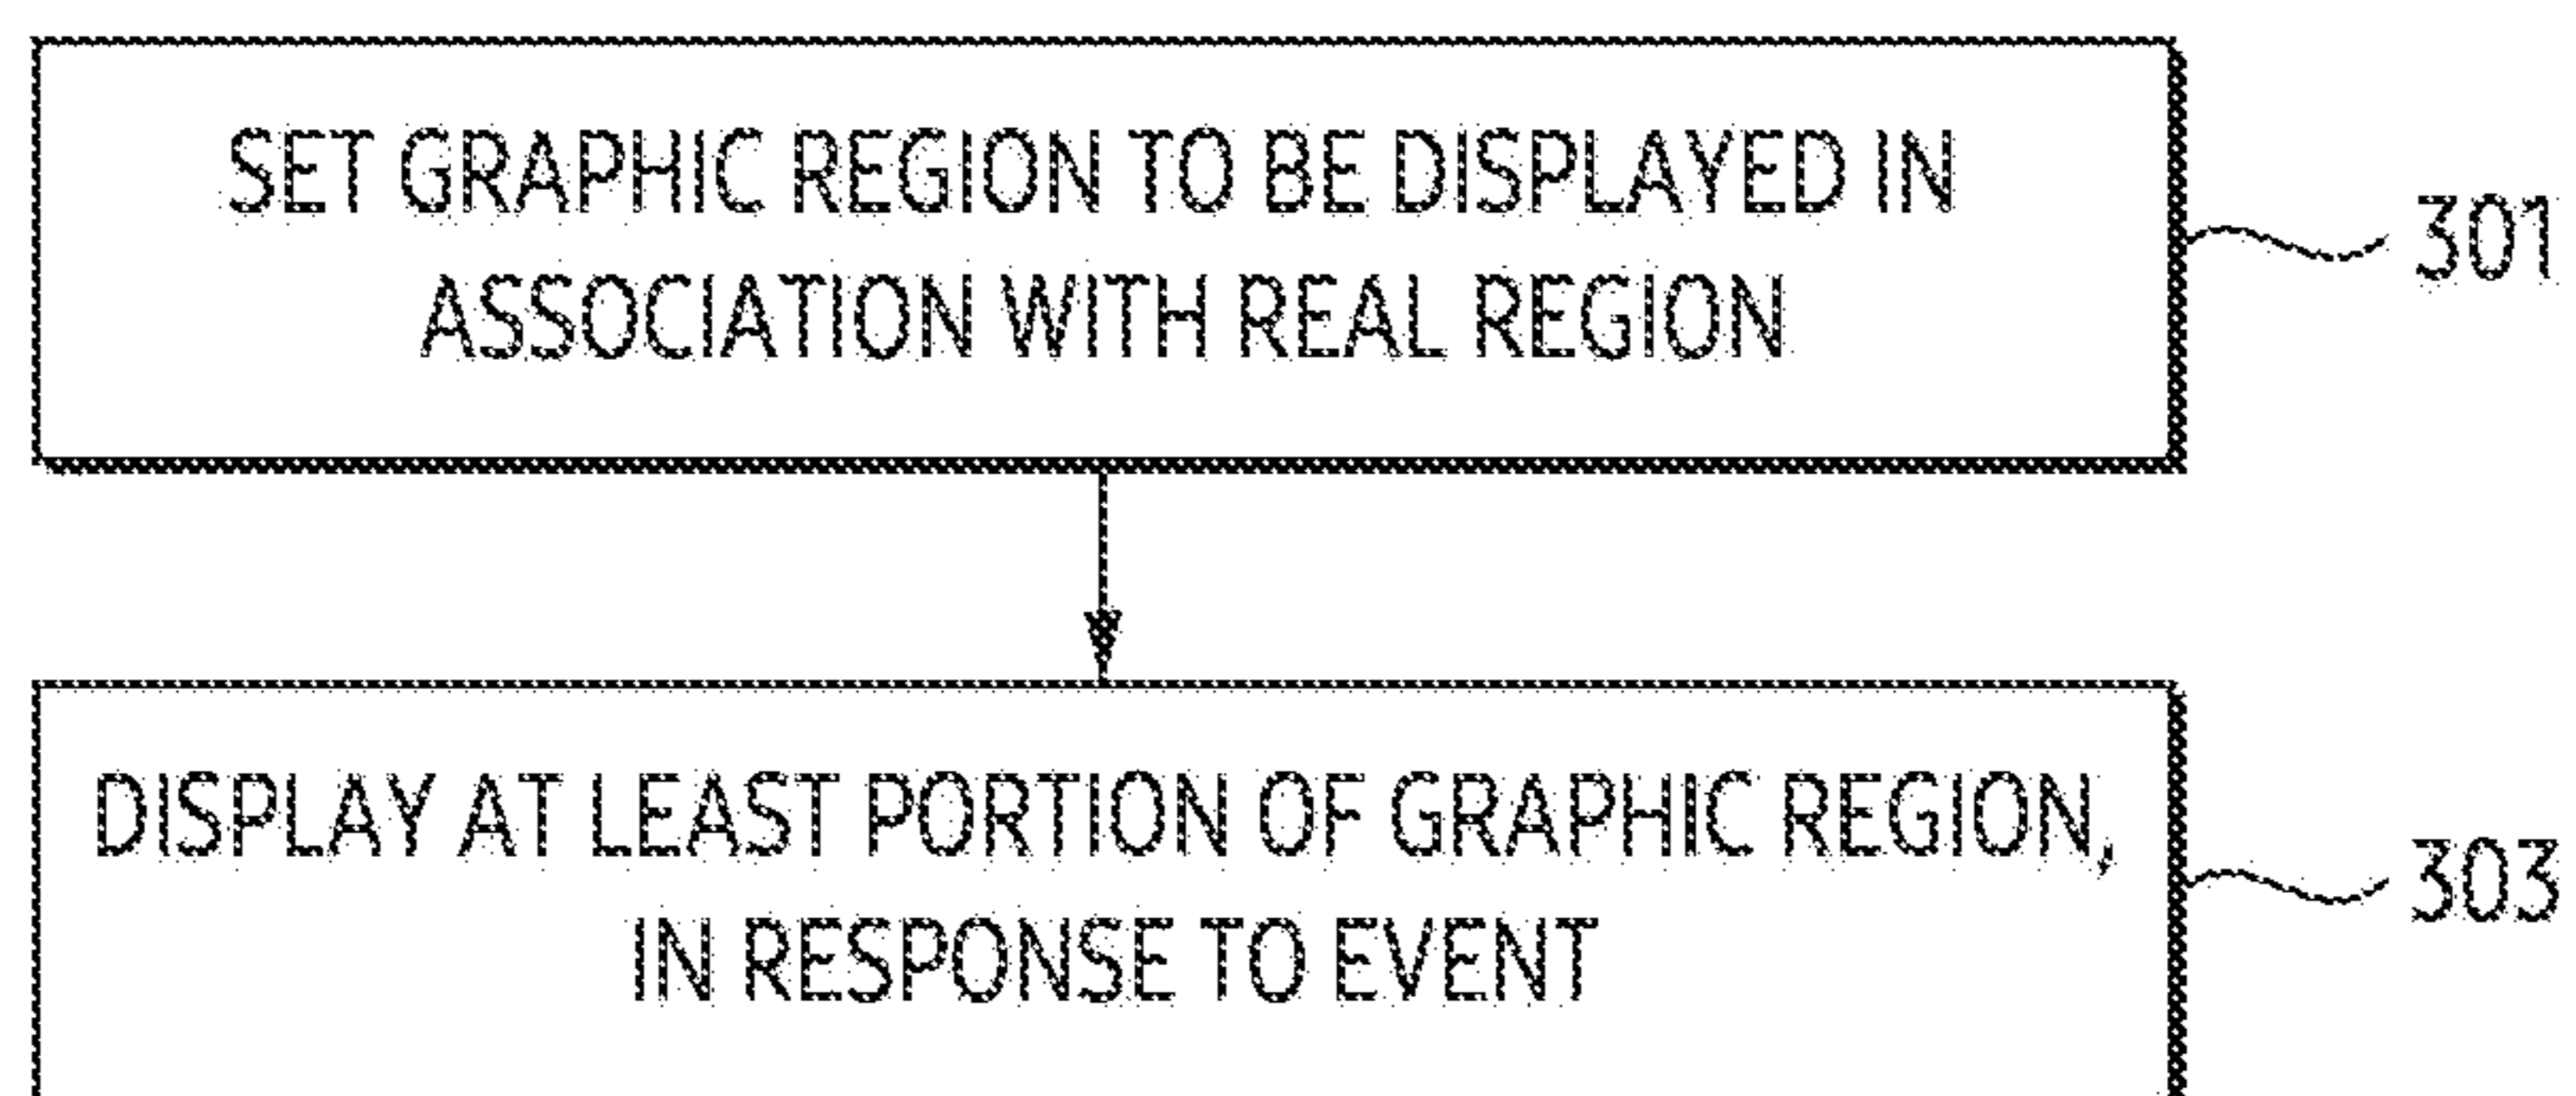 SET GRAPHIC REGION TO BE DISPLAYED IN
ASSOCIATION WITH REAL REGION
301
DISPLAY AT LEAST PORTION OF GRAPHIC REGION,
IN RESPONSE TO EVENT
303